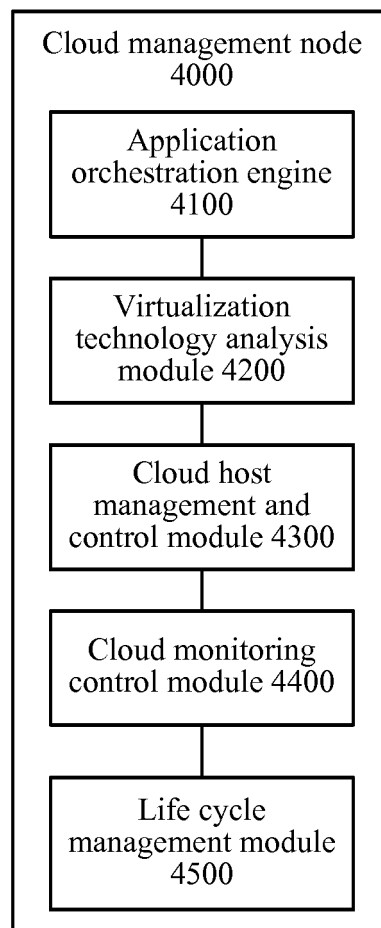 Cloud management node
4000
Application
orchestration engine
4100
Virtualization
technology analysis
module 4200
Cloud host
management and
control module 4300
Cloud monitoring
control module 4400
Life cycle
management module
4500